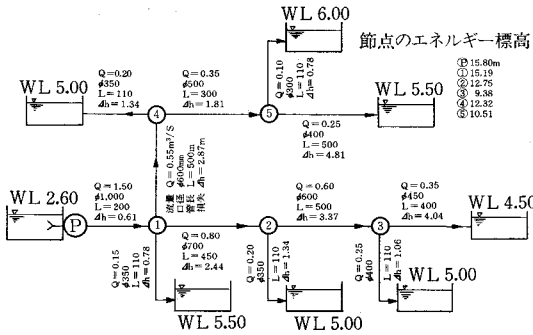 WL 6.00
節点のエネルギー標高
Ⓟ 15.80m
① 15.19
② 12.75
③ 9.38
④ 12.32
⑤ 10.51
Q=0.10
φ300
L=110
Δh=0.78
WL 5.00
Q=0.20
φ350
L=110
Δh=1.34
Q=0.35
φ500
L=300
Δh=1.81
④
⑤
WL 5.50
Q=0.25
φ400
L=500
Δh=4.81
流量 Q=0.55m³/S
口径 φ600mm
管長 L=500m
損失 Δh=2.87m
WL 2.60
Ⓟ
Q=1.50
φ1,000
L=200
Δh=0.61
①
Q=0.80
φ700
L=450
Δh=2.44
②
Q=0.60
φ600
L=500
Δh=3.37
③
Q=0.35
φ450
L=400
Δh=4.04
WL 4.50
Q=0.15
φ350
L=110
Δh=0.78
WL 5.50
Q=0.20
φ350
L=110
Δh=1.34
WL 5.00
Q=0.25
φ400
L=110
Δh=1.06
WL 5.00